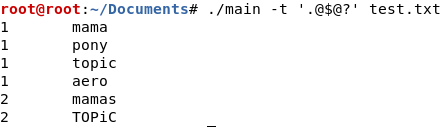 root@root:~/Documents# ./main -t '.@$@?' test.txt
1 mama
1 pony
1 topic
1 aero
2 mamas
2 TOPiC